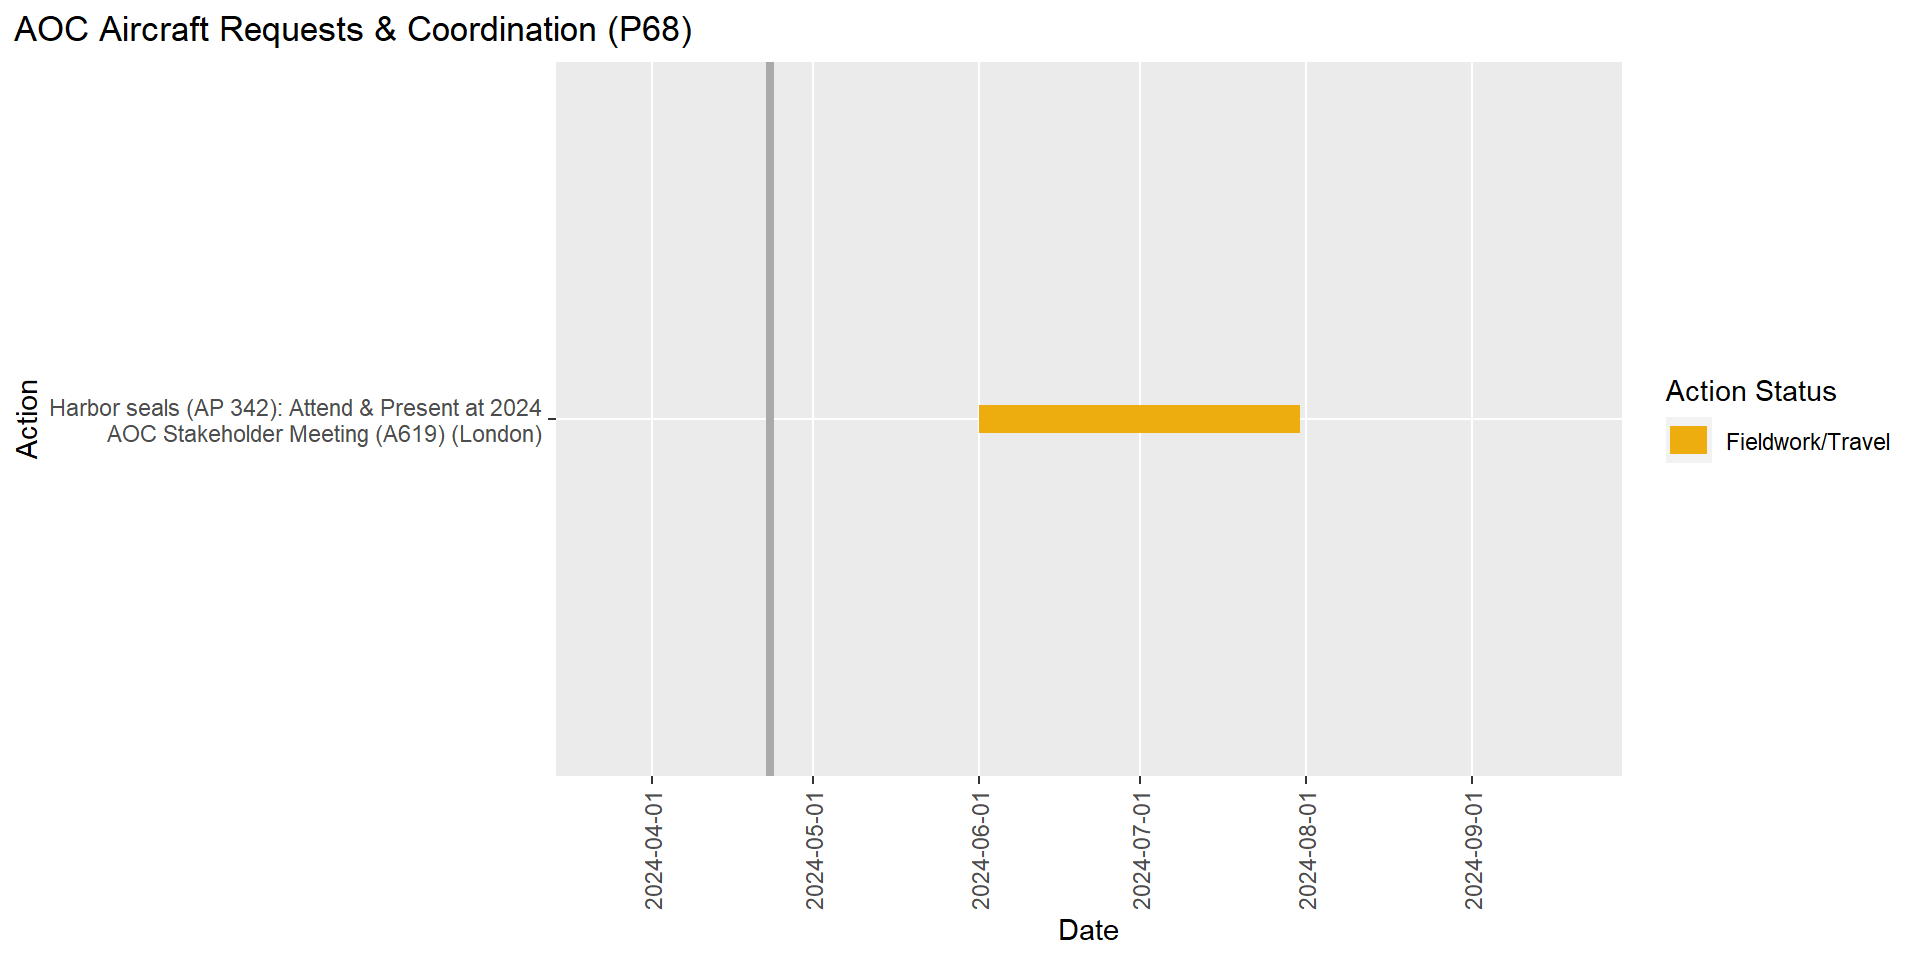 AOC Aircraft Requests & Coordination (P68)
Action
Harbor seals (AP 342): Attend & Present at 2024
AOC Stakeholder Meeting (A619) (London)
2024-04-01
2024-05-01
2024-06-01
2024-07-01
2024-08-01
2024-09-01
Date
Action Status
Fieldwork/Travel